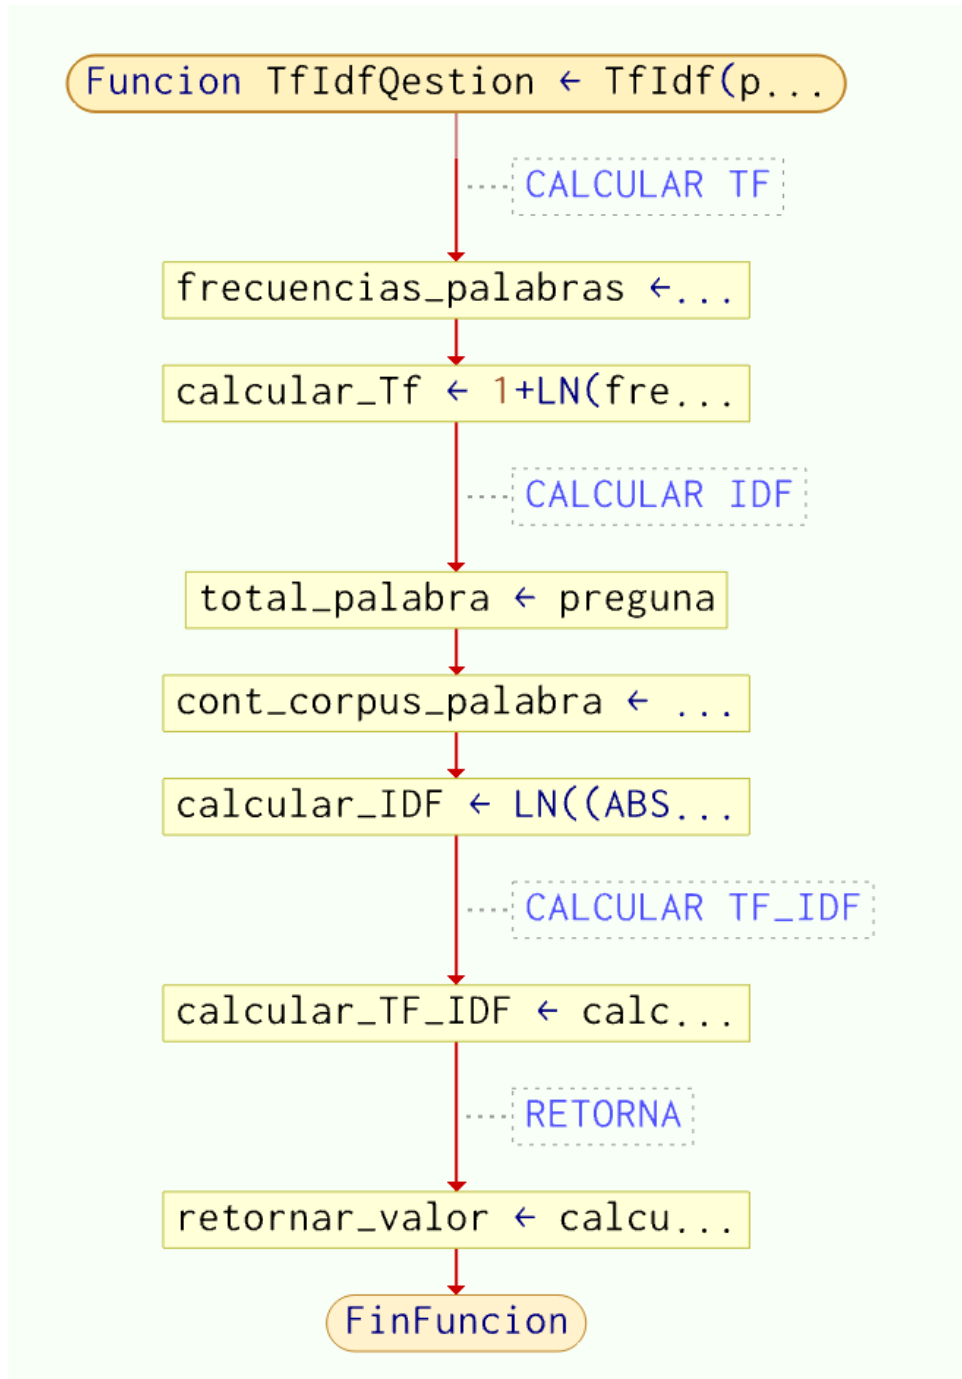 Funcion TfIdfQestion ← TfIdf(p...
CALCULAR TF
frecuencias_palabras ←...
calcular_Tf ← 1+LN(fre...
CALCULAR IDF
total_palabra ← preguna
cont_corpus_palabra ← ...
calcular_IDF ← LN((ABS...
CALCULAR TF_IDF
calcular_TF_IDF ← calc...
RETORNA
retornar_valor ← calcu...
FinFuncion